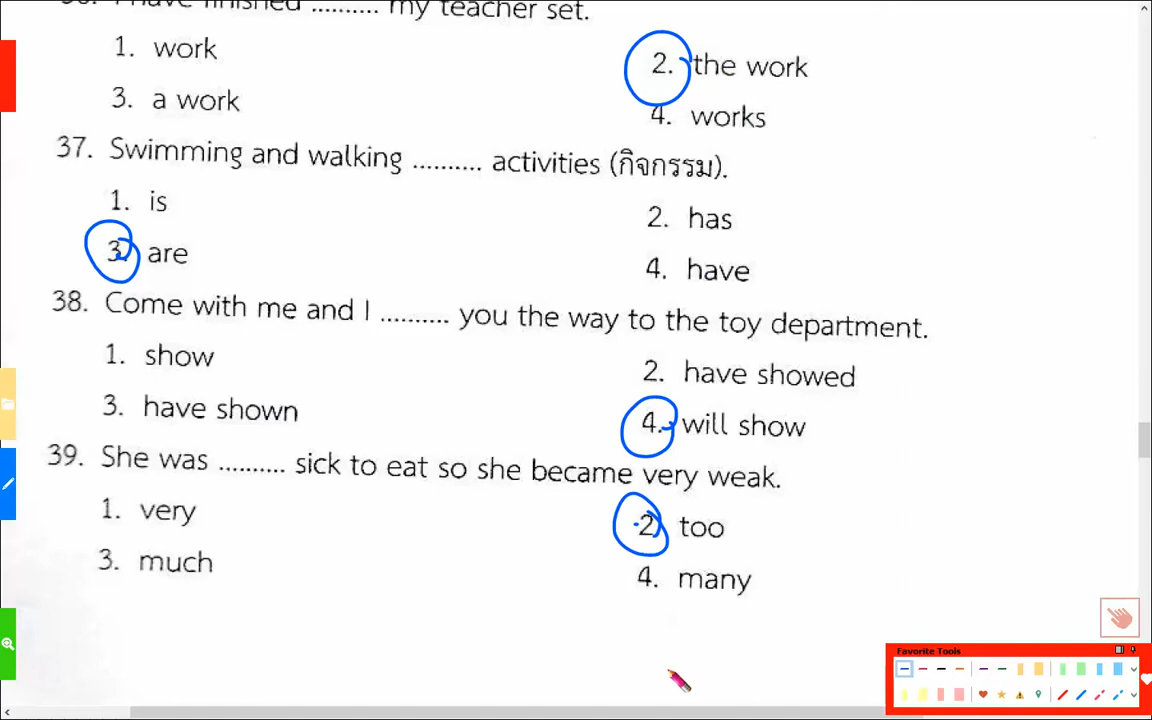 I have finished .......... my teacher set.
1. work
2. the work
3. a work
4. works
37. Swimming and walking .......... activities (กิจกรรม).
1. is
2. has
3. are
4. have
38. Come with me and I .......... you the way to the toy department.
1. show
2. have showed
3. have shown
4. will show
39. She was .......... sick to eat so she became very weak.
1. very
2. too
3. much
4. many
Favorite Tools